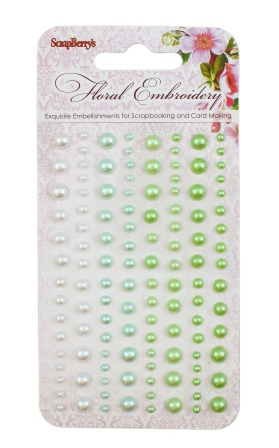 ScrapBerry's
Floral Embroidery
Exquisite Embellishments for Scrapbooking and Card Making